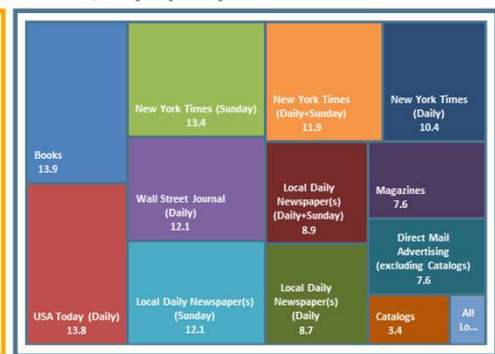 Books
13.9
USA Today (Daily)
13.8
New York Times (Sunday)
13.4
Wall Street Journal
(Daily)
12.1
Local Daily Newspaper(s)
(Sunday)
12.1
New York Times
(Daily+Sunday)
11.9
New York Times
(Daily)
10.4
Local Daily
Newspaper(s)
(Daily+Sunday)
8.9
Local Daily
Newspaper(s)
(Daily
8.7
Magazines
7.6
Direct Mail
Advertising
(excluding Catalogs)
7.6
Catalogs
3.4
All
Lo...